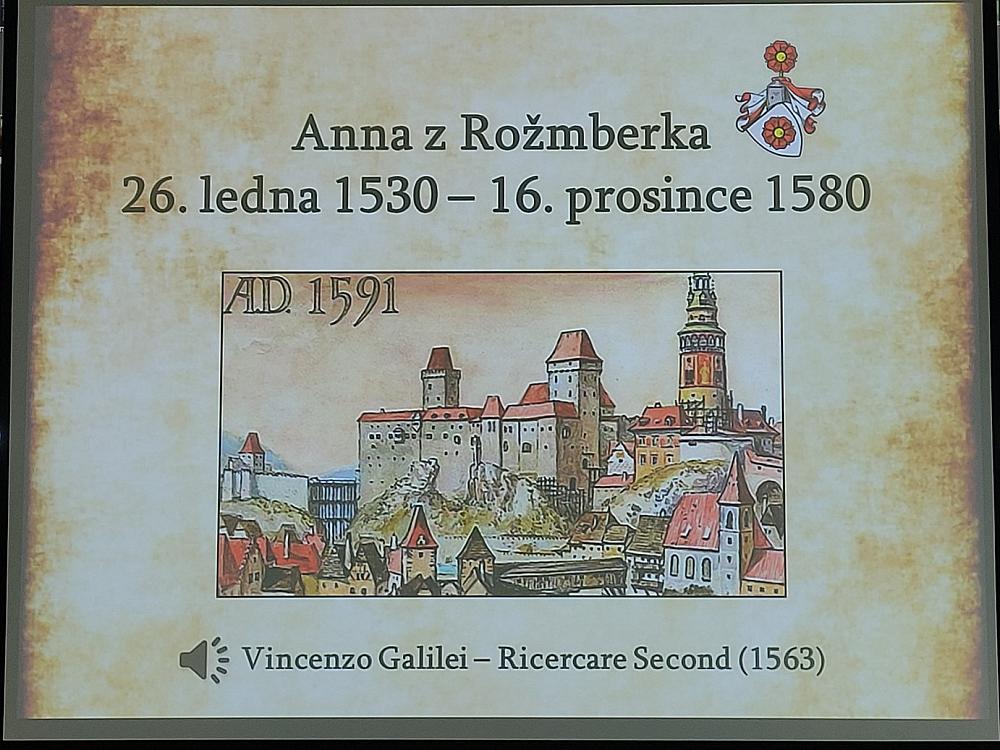 Anna z Rožmberka
26. ledna 1530 – 16. prosince 1580
A.D. 1591
Vincenzo Galilei – Ricercare Second (1563)